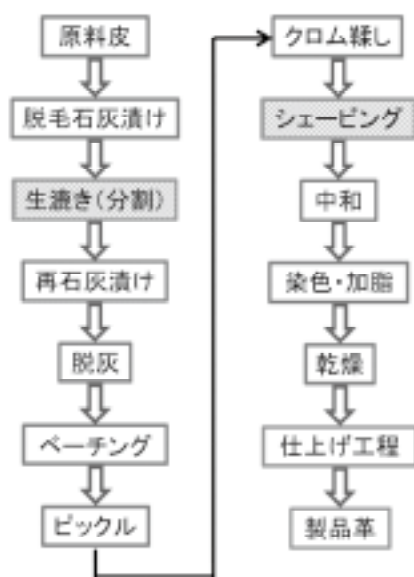 原料皮
脱毛石灰漬け
生漉き(分割)
再石灰漬け
脱灰
ベーチング
ピックル
クロム鞣し
シェービング
中和
染色・加脂
乾燥
仕上げ工程
製品革